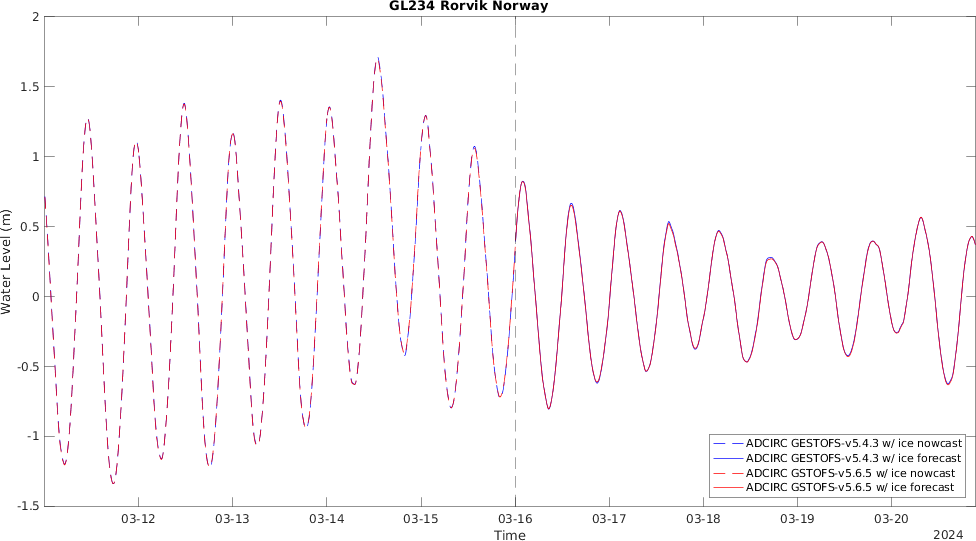 GL234 Rorvik Norway
2
1.5
1
0.5
0
-0.5
-1
-1.5
Water Level (m)
ADCIRC GESTOFS-v5.4.3 w/ ice nowcast
ADCIRC GESTOFS-v5.4.3 w/ ice forecast
ADCIRC GSTOFS-v5.6.5 w/ ice nowcast
ADCIRC GSTOFS-v5.6.5 w/ ice forecast
03-12 03-13 03-14 03-15 03-16 03-17 03-18 03-19 03-20
Time
2024